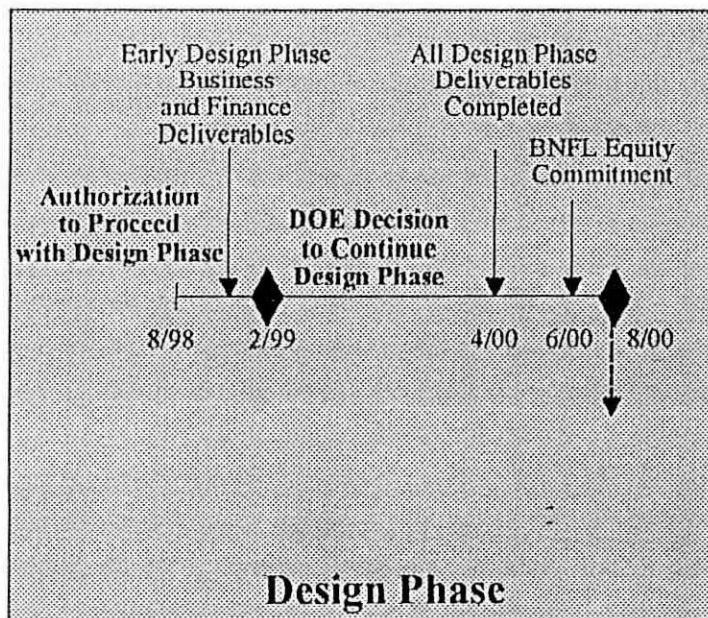 Early Design Phase
Business
and Finance
Deliverables
All Design Phase
Deliverables
Completed
BNFL Equity
Commitment
Authorization
to Proceed
with Design Phase
DOE Decision
to Continue
Design Phase
8/98
2/99
4/00
6/00
8/00
Design Phase